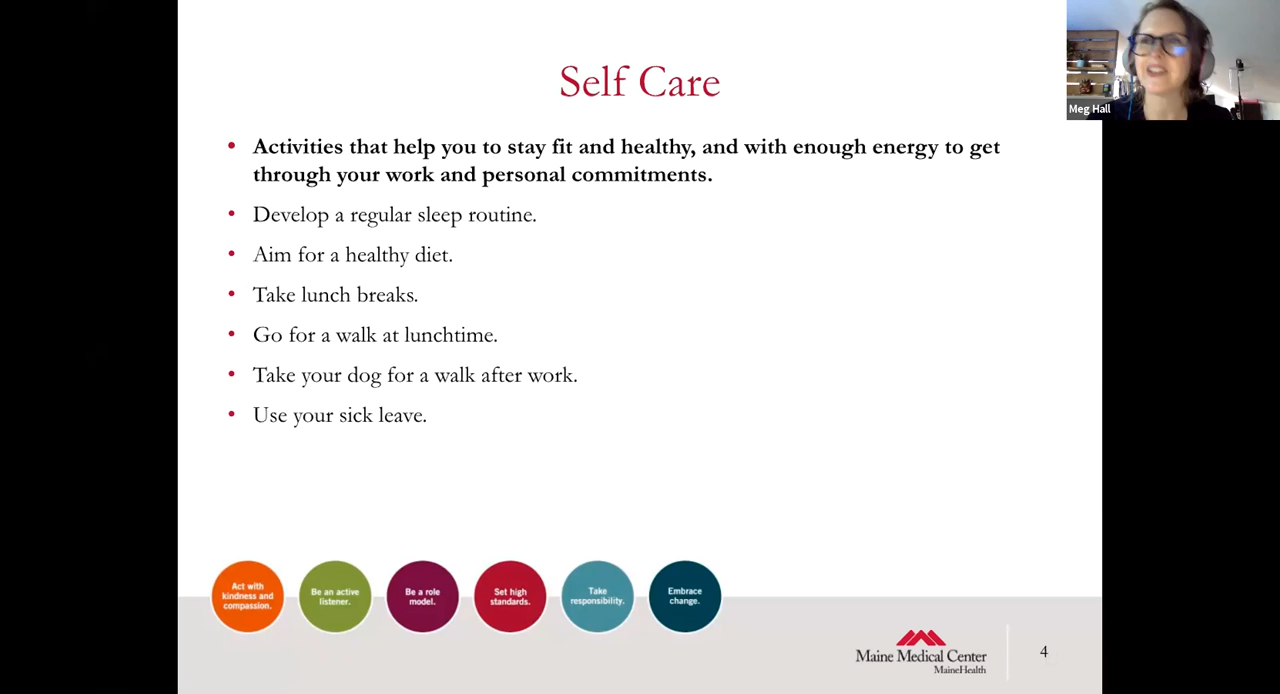 Self Care
Meg Hall
• Activities that help you to stay fit and healthy, and with enough energy to get
through your work and personal commitments.
• Develop a regular sleep routine.
• Aim for a healthy diet.
• Take lunch breaks.
• Go for a walk at lunchtime.
• Take your dog for a walk after work.
• Use your sick leave.
Act with
kindness and
compassion.
Be an active
listener.
Be a role
model.
Set high
standards.
Take
responsibility.
Embrace
change.
Maine Medical Center
MaineHealth
4